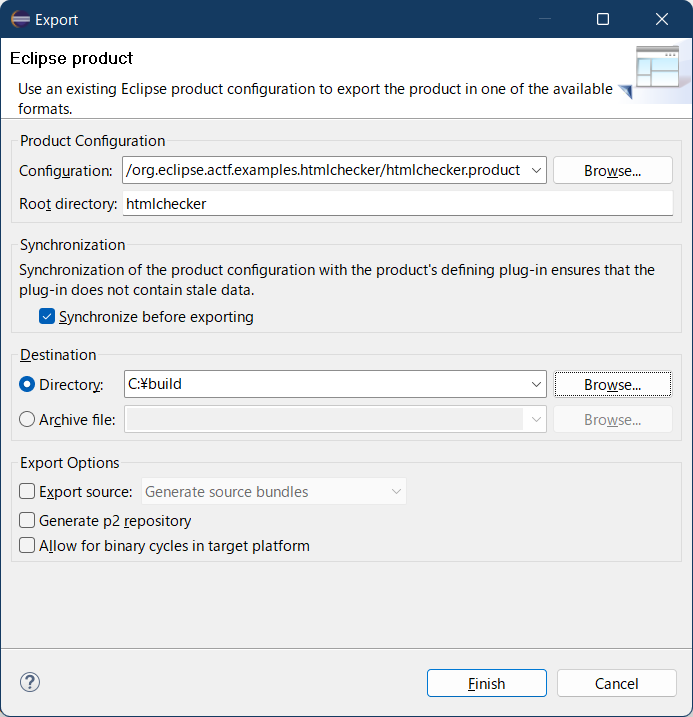 Export
Eclipse product
Use an existing Eclipse product configuration to export the product in one of the available
formats.
Product Configuration
Configuration: /org.eclipse.actf.examples.htmlchecker/htmlchecker.product Browse...
Root directory: htmlchecker
Synchronization
Synchronization of the product configuration with the product's defining plug-in ensures that the
plug-in does not contain stale data.
Synchronize before exporting
Destination
Directory: C:¥build Browse...
Archive file: Browse...
Export Options
Export source: Generate source bundles
Generate p2 repository
Allow for binary cycles in target platform
? Finish Cancel